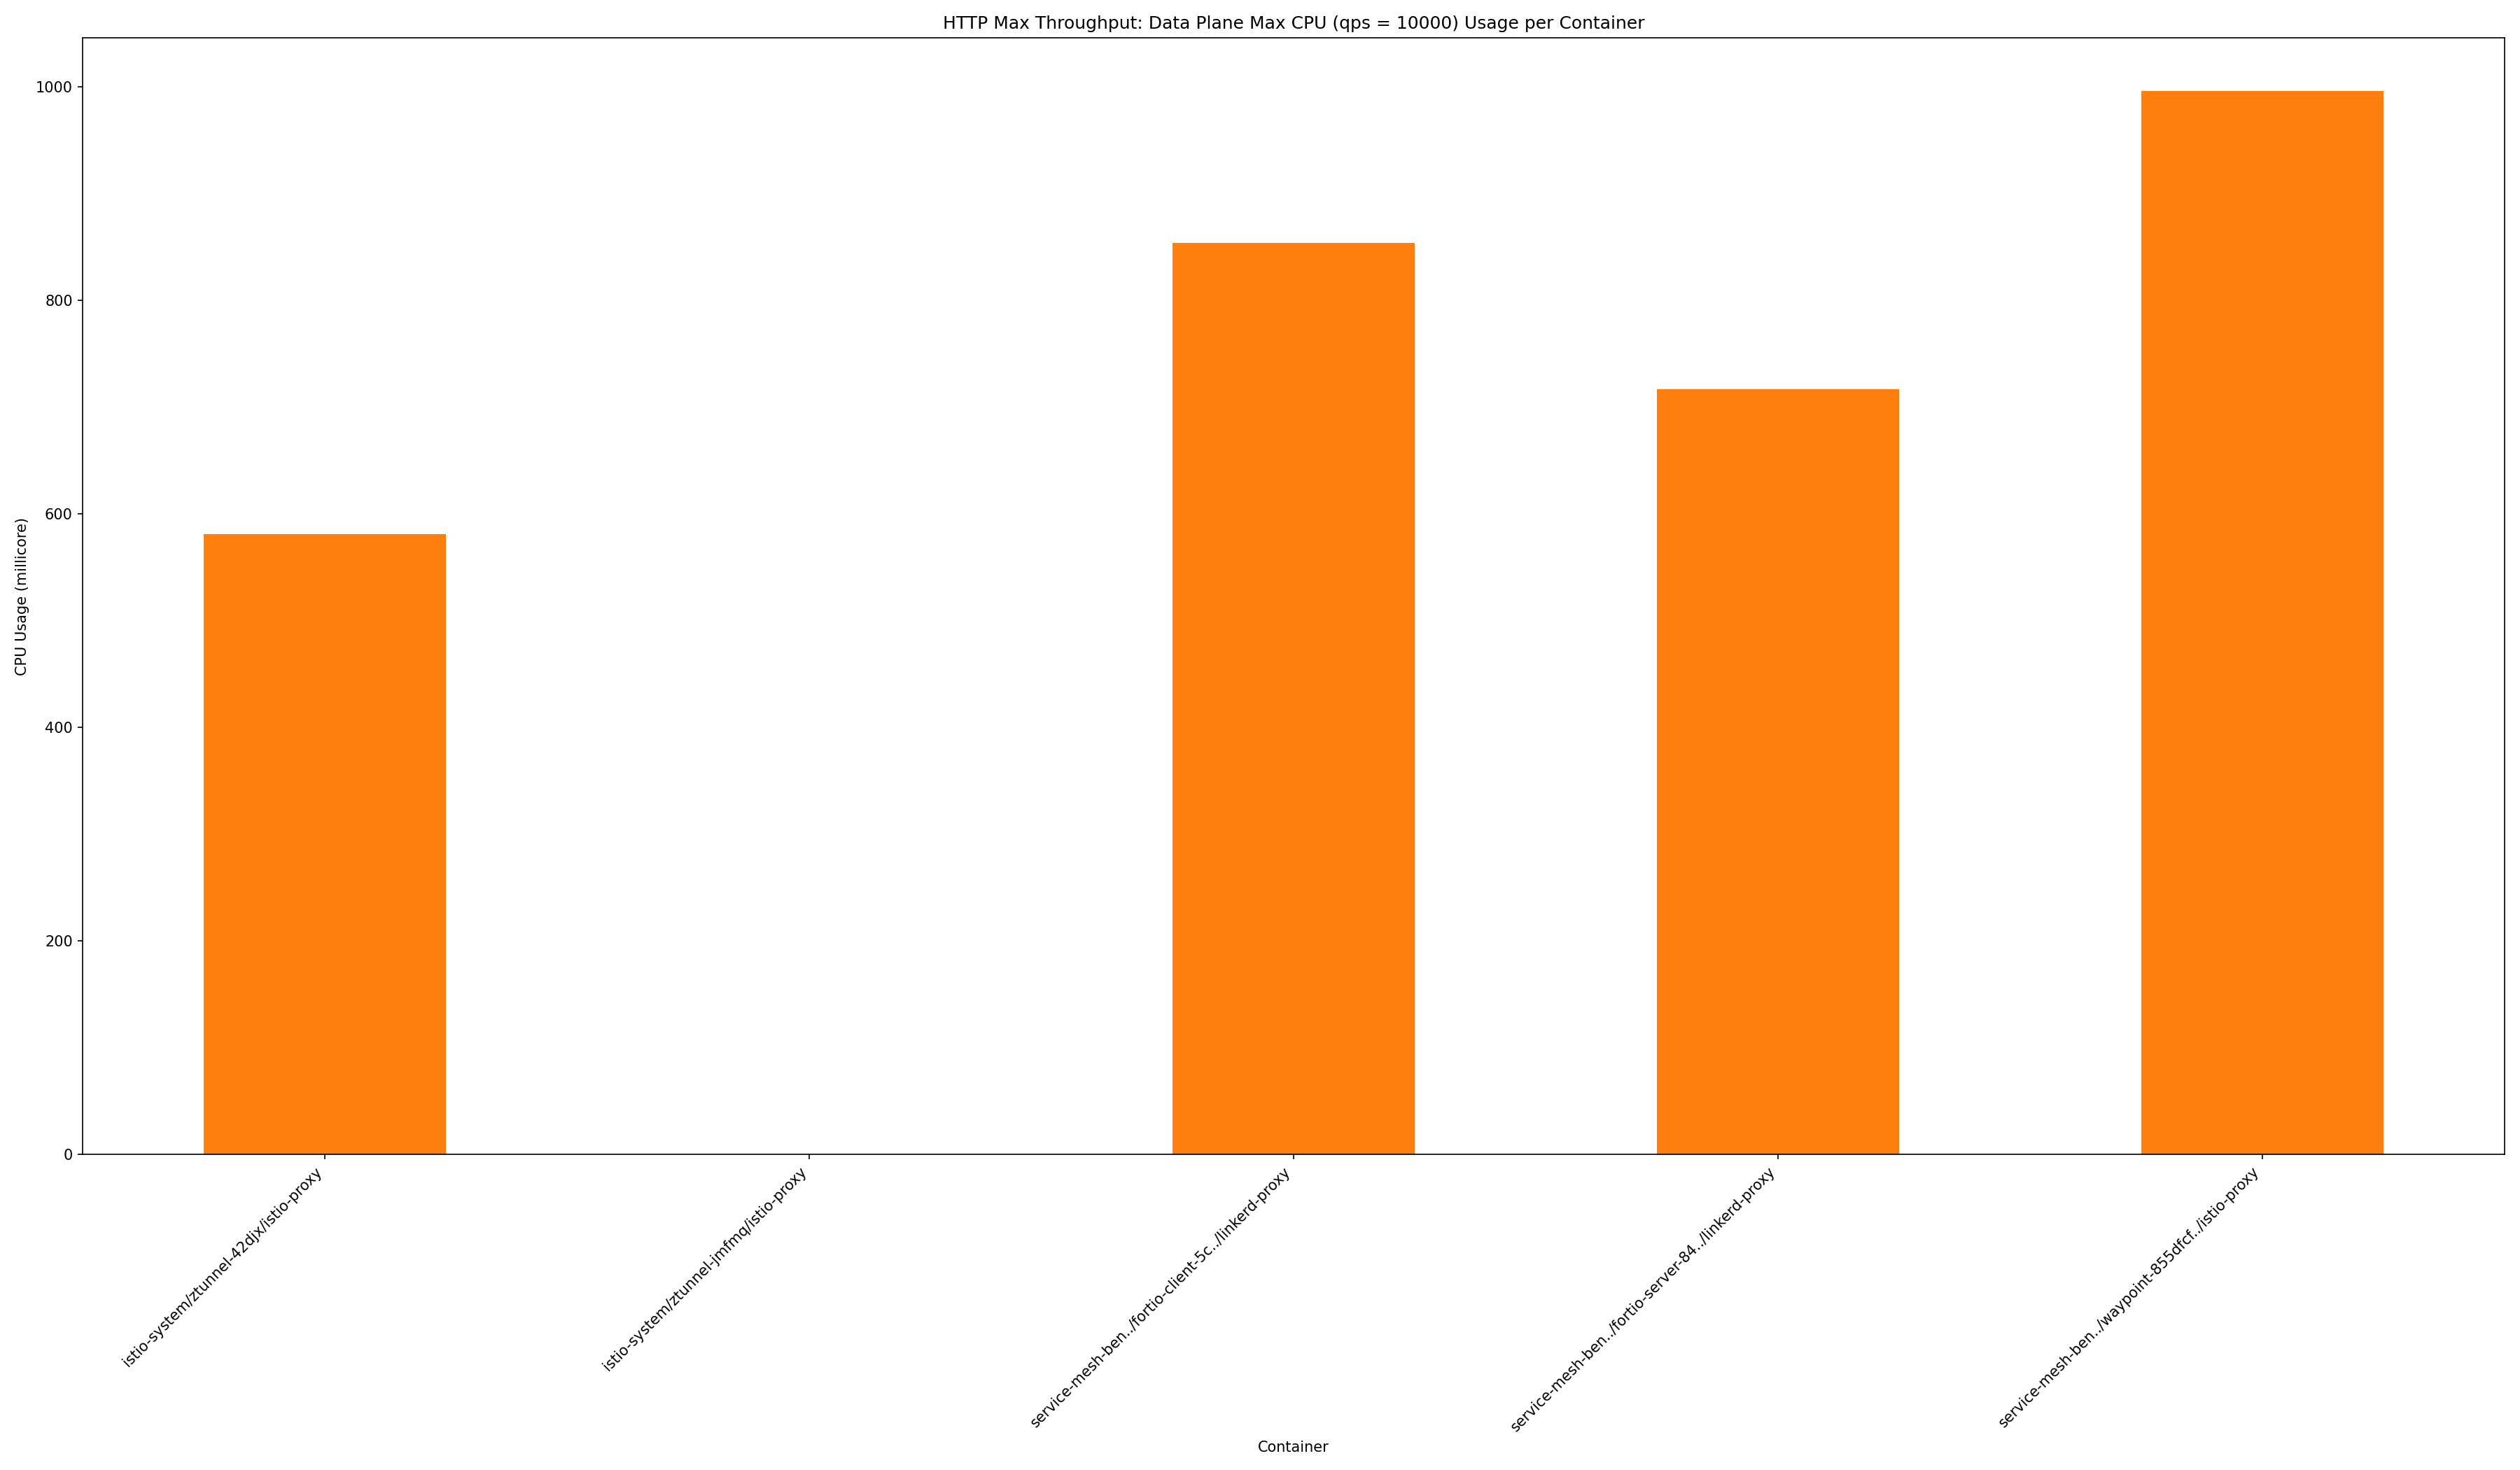 HTTP Max Throughput: Data Plane Max CPU (qps = 10000) Usage per Container
CPU Usage (millicore)
1000
800
600
400
200
0
istio-system/ztunnel-42djx/istio-proxy
istio-system/ztunnel-jmfmq/istio-proxy
service-mesh-ben../fortio-client-5c../linkerd-proxy
service-mesh-ben../fortio-server-84../linkerd-proxy
service-mesh-ben../waypoint-855dfcf../istio-proxy
Container